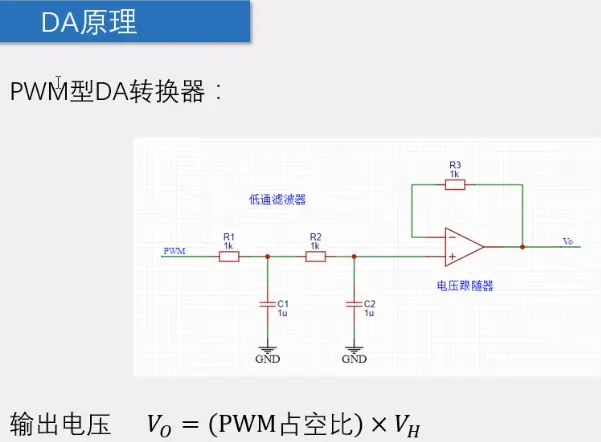 DA原理
PWM型DA转换器：
R3
1k
低通滤波器
R1
1k
R2
1k
PWM
Vo
电压跟随器
C1
1u
C2
1u
GND
GND
输出电压 V_O = (PWM占空比) × V_H